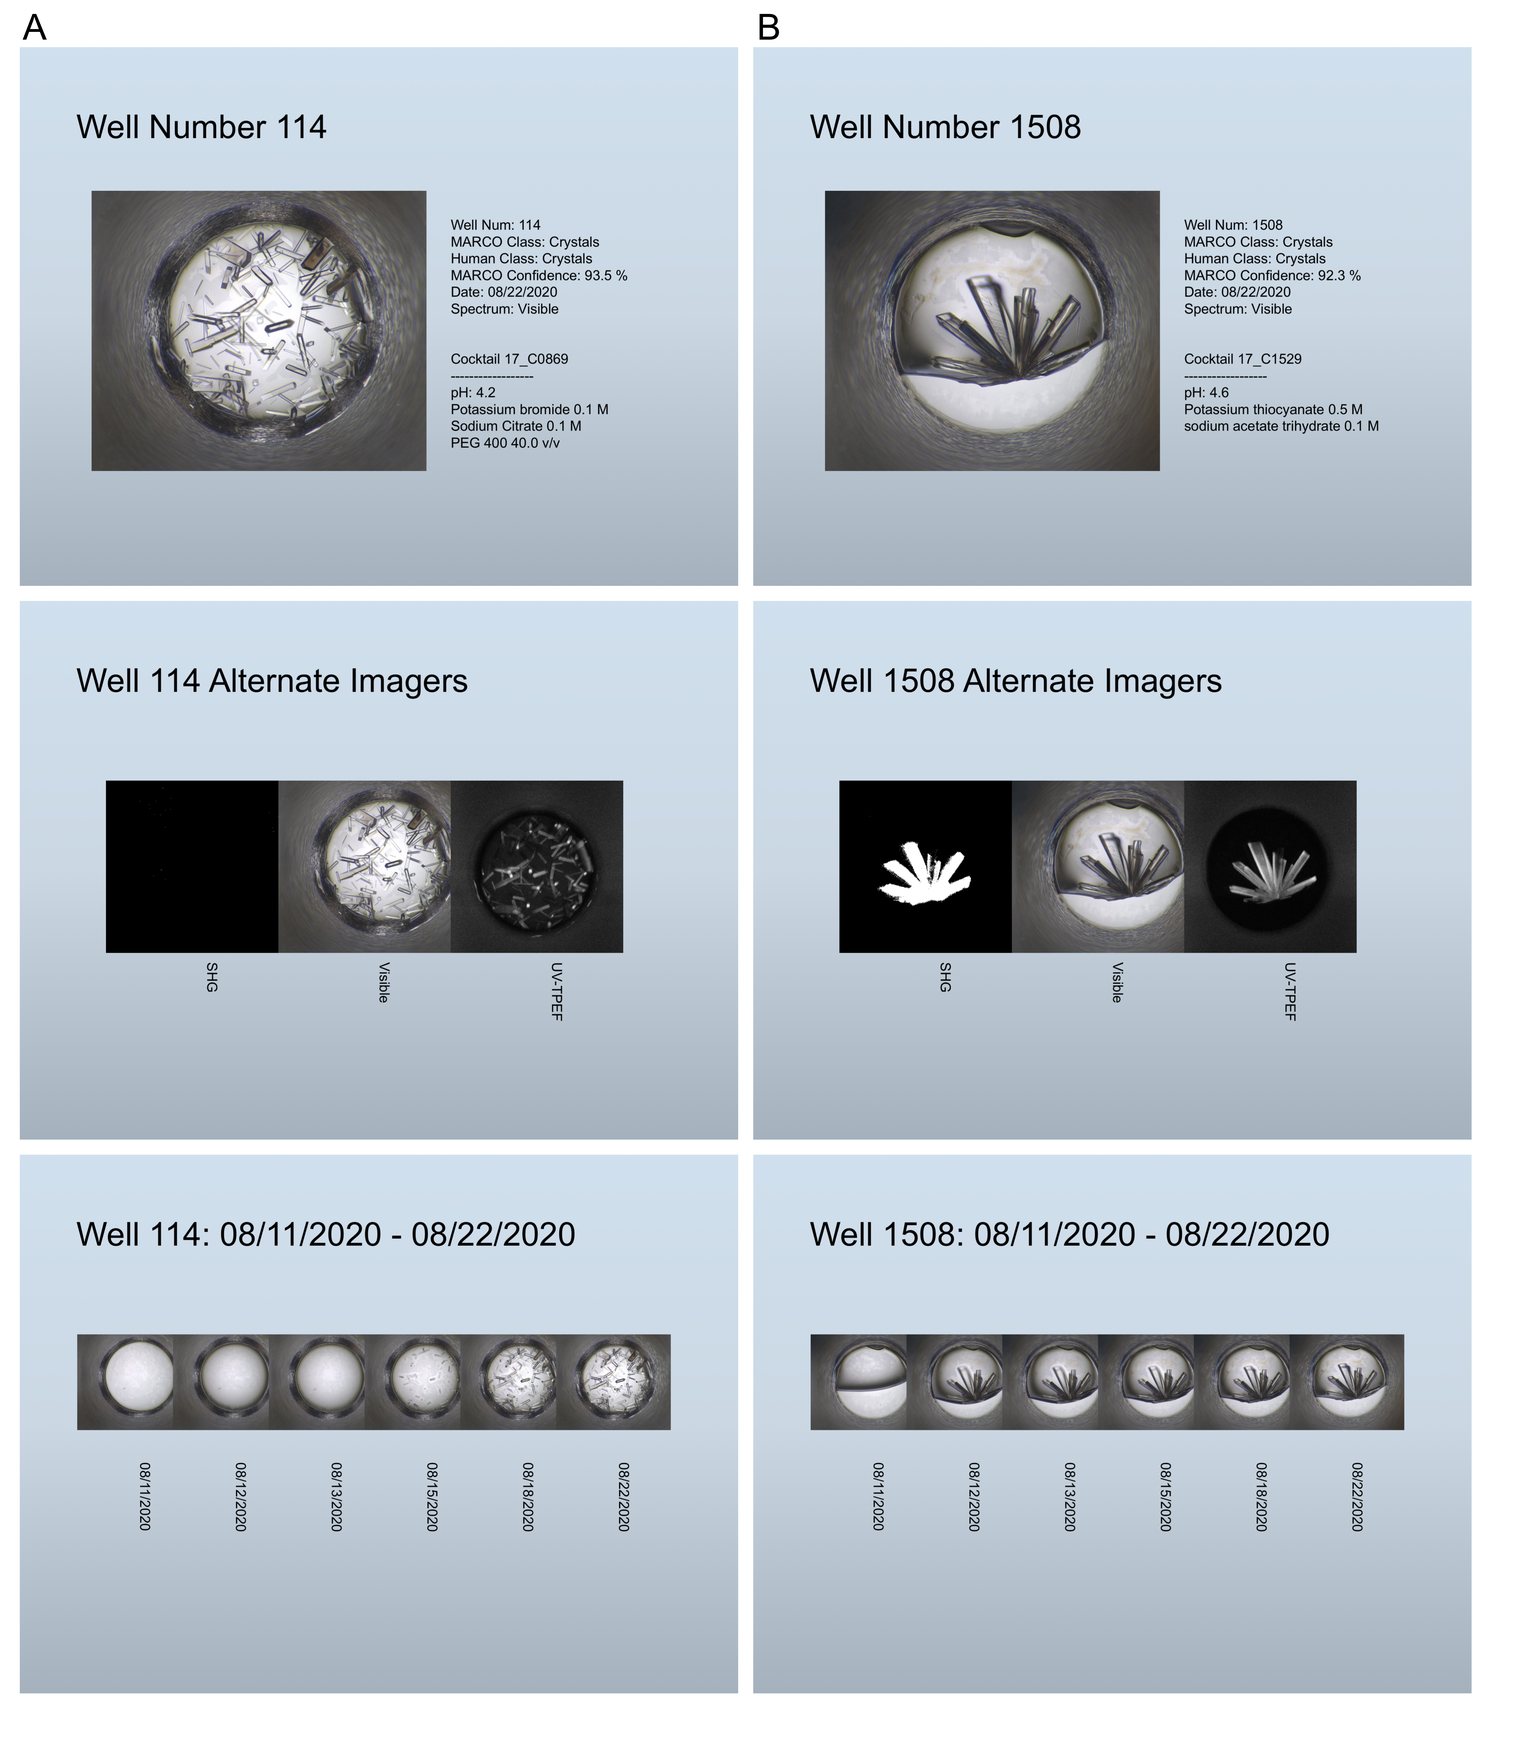 A
Well Number 114
Well Num: 114
MARCO Class: Crystals
Human Class: Crystals
MARCO Confidence: 93.5 %
Date: 08/22/2020
Spectrum: Visible
Cocktail 17_C0869
------------------
pH: 4.2
Potassium bromide 0.1 M
Sodium Citrate 0.1 M
PEG 400 40.0 v/v
Well 114 Alternate Imagers
SHG
Visible
UV-TPEF
Well 114: 08/11/2020 - 08/22/2020
08/11/2020
08/12/2020
08/13/2020
08/15/2020
08/18/2020
08/22/2020
B
Well Number 1508
Well Num: 1508
MARCO Class: Crystals
Human Class: Crystals
MARCO Confidence: 92.3 %
Date: 08/22/2020
Spectrum: Visible
Cocktail 17_C1529
------------------
pH: 4.6
Potassium thiocyanate 0.5 M
sodium acetate trihydrate 0.1 M
Well 1508 Alternate Imagers
SHG
Visible
UV-TPEF
Well 1508: 08/11/2020 - 08/22/2020
08/11/2020
08/12/2020
08/13/2020
08/15/2020
08/18/2020
08/22/2020